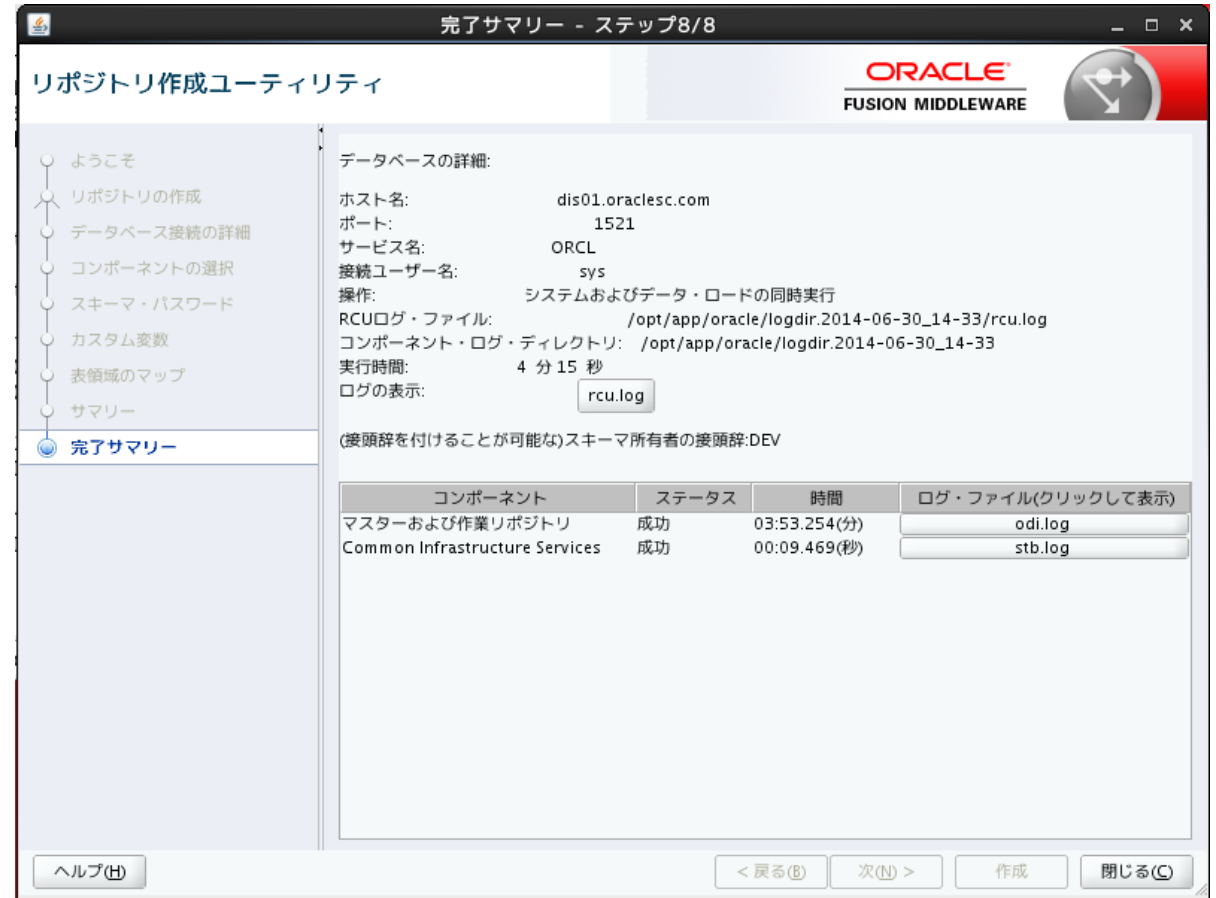 完了サマリー - ステップ8/8
リポジトリ作成ユーティリティ
ORACLE
FUSION MIDDLEWARE
ようこそ
リポジトリの作成
データベース接続の詳細
コンポーネントの選択
スキーマ・パスワード
カスタム変数
表領域のマップ
サマリー
完了サマリー
データベースの詳細:
ホスト名: dis01.oraclesc.com
ポート: 1521
サービス名: ORCL
接続ユーザー名: sys
操作: システムおよびデータ・ロードの同時実行
RCUログ・ファイル: /opt/app/oracle/logdir.2014-06-30_14-33/rcu.log
コンポーネント・ログ・ディレクトリ: /opt/app/oracle/logdir.2014-06-30_14-33
実行時間: 4 分15 秒
ログの表示: rcu.log
(接頭辞を付けることが可能な)スキーマ所有者の接頭辞:DEV
コンポーネント ステータス 時間 ログ・ファイル(クリックして表示)
マスターおよび作業リポジトリ 成功 03:53.254(分) odi.log
Common Infrastructure Services 成功 00:09.469(秒) stb.log
ヘルプ(H) < 戻る(B) 次(N) > 作成 閉じる(C)